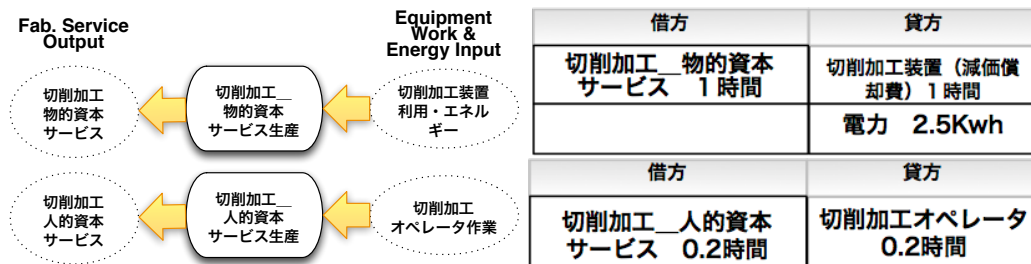 Fab. Service
Output
Equipment
Work &
Energy Input
切削加工
物的資本
サービス
切削加工__
物的資本
サービス生産
切削加工装置
利用・エネル
ギー
切削加工
人的資本
サービス
切削加工__
人的資本
サービス生産
切削加工
オペレータ作業
借方
貸方
切削加工__物的資本
サービス 1時間
切削加工装置（減価償
却費）1時間
電力 2.5Kwh
借方
貸方
切削加工__人的資本
サービス 0.2時間
切削加工オペレータ
0.2時間